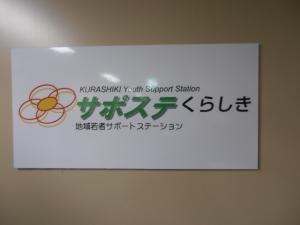 KURASHIKI Youth Support Station
サポステくらしき
地域若者サポートステーション